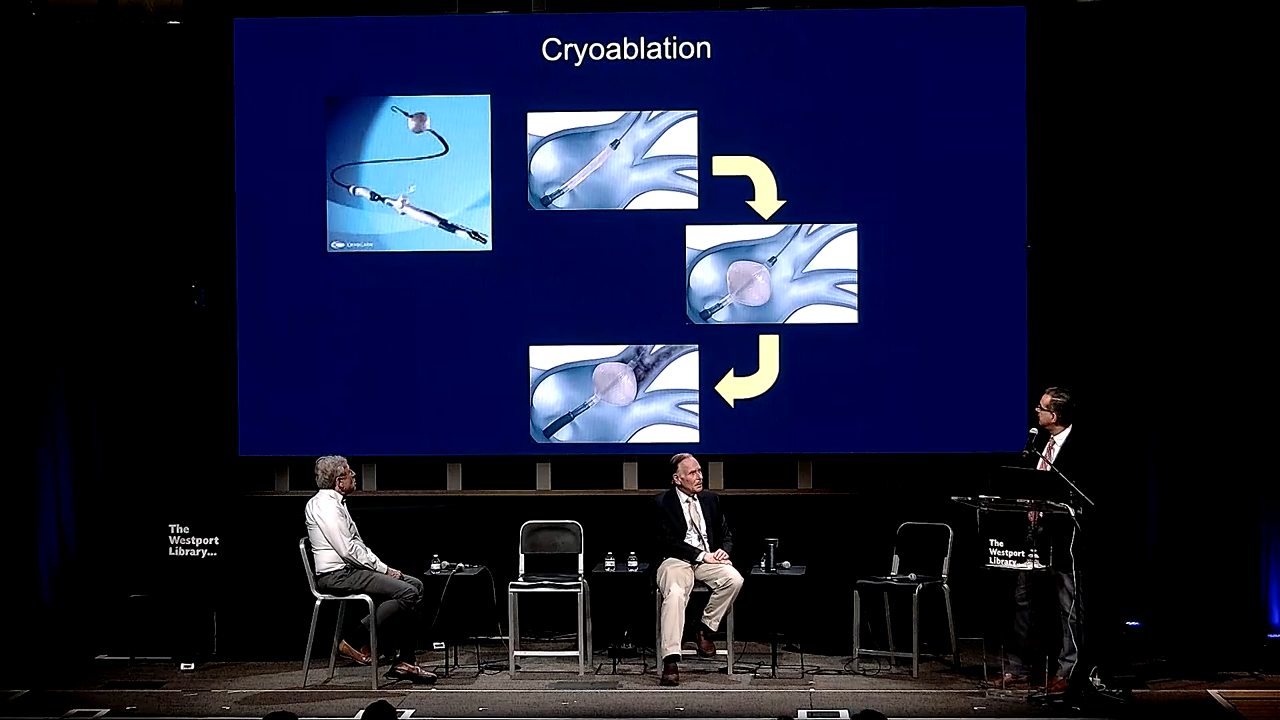 Cryoablation
The
Westport
Library...
The
Westport
Library...